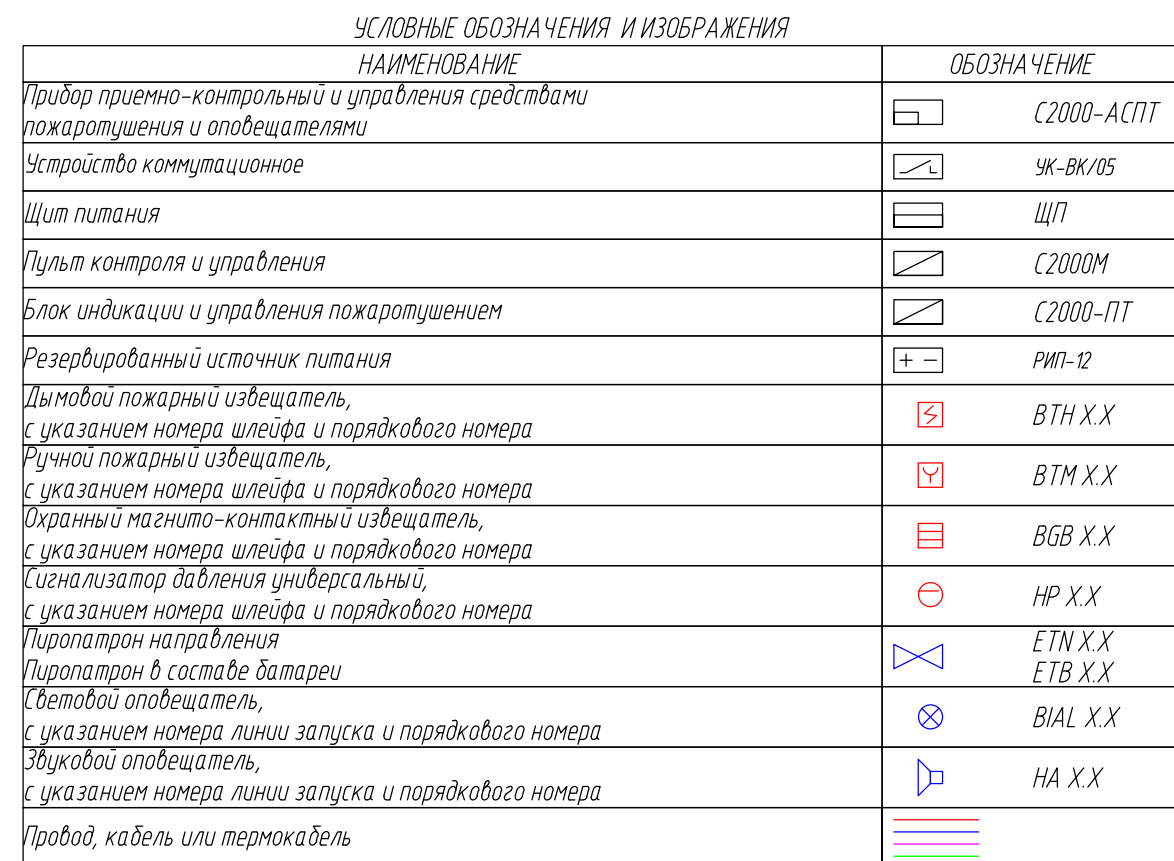 УСЛОВНЫЕ ОБОЗНАЧЕНИЯ И ИЗОБРАЖЕНИЯ
НАИМЕНОВАНИЕ ОБОЗНАЧЕНИЕ
Прибор приемно-контрольный и управления средствами
пожаротушения и оповещателями
С2000-АСПТ
Устройство коммутационное УК-ВК/05
Щит питания ЩП
Пульт контроля и управления С2000М
Блок индикации и управления пожаротушением С2000-ПТ
Резервированный источник питания + - РИП-12
Дымовой пожарный извещатель,
с указанием номера шлейфа и порядкового номера
BTH X.X
Ручной пожарный извещатель,
с указанием номера шлейфа и порядкового номера
BTM X.X
Охранный магнито-контактный извещатель,
с указанием номера шлейфа и порядкового номера
BGB X.X
Сигнализатор давления универсальный,
с указанием номера шлейфа и порядкового номера
HP X.X
Пиропатрон направления ETN X.X
Пиропатрон в составе батареи ETB X.X
Световой оповещатель,
с указанием номера линии запуска и порядкового номера
BIAL X.X
Звуковой оповещатель,
с указанием номера линии запуска и порядкового номера
HA X.X
Провод, кабель или термокабель